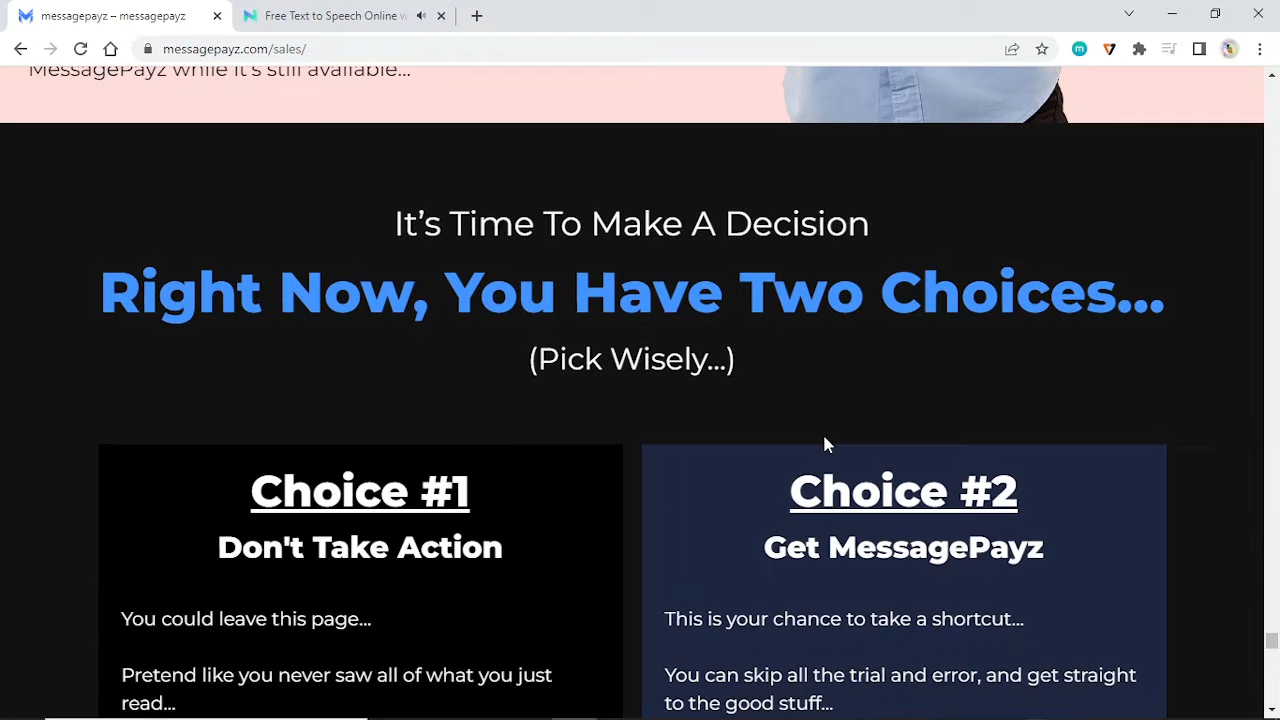 messagepayz – messagepayz
Free Text to Speech Online w
messagepayz.com/sales/
m
MessagePayz while it's still available...
It's Time To Make A Decision
Right Now, You Have Two Choices...
(Pick Wisely...)
Choice #1
Don't Take Action
You could leave this page...
Pretend like you never saw all of what you just
read...
Choice #2
Get MessagePayz
This is your chance to take a shortcut...
You can skip all the trial and error, and get straight
to the good stuff...